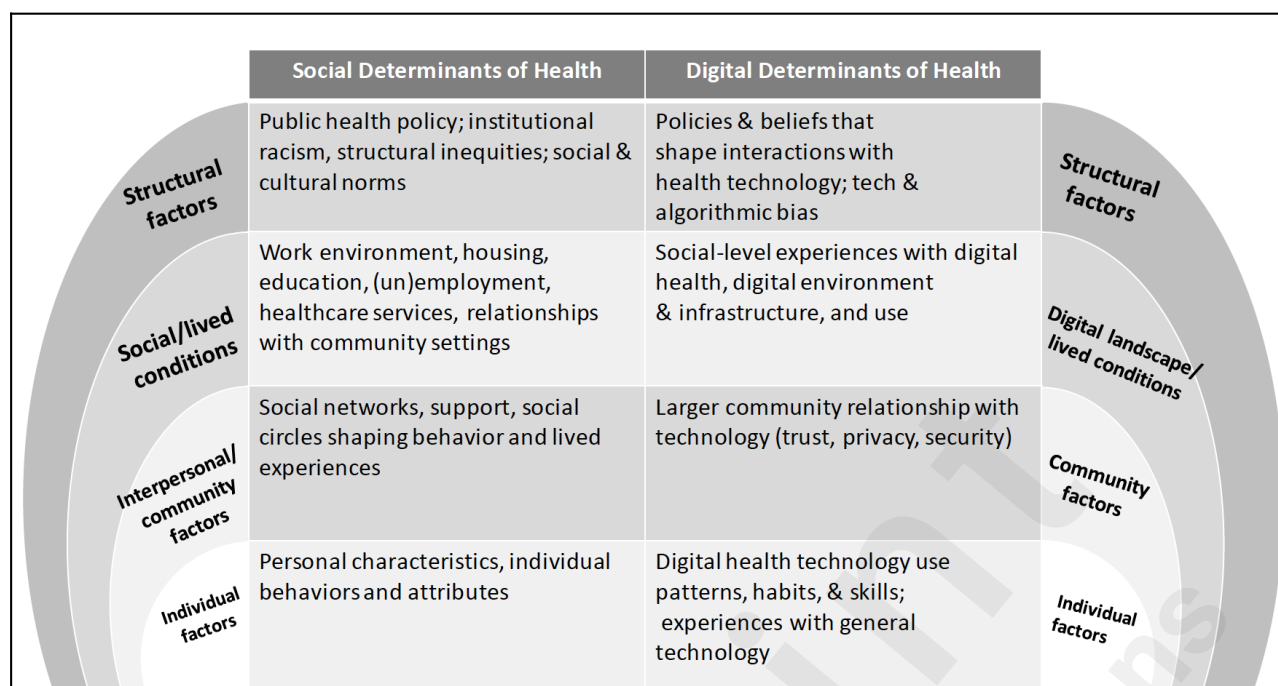 Social Determinants of Health
Digital Determinants of Health
Structural
factors
Public health policy; institutional
racism, structural inequities; social &
cultural norms
Policies & beliefs that
shape interactions with
health technology; tech &
algorithmic bias
Structural
factors
Social/lived
conditions
Work environment, housing,
education, (un)employment,
healthcare services, relationships
with community settings
Social-level experiences with digital
health, digital environment
& infrastructure, and use
Digital landscape/
lived conditions
Interpersonal/
community
factors
Social networks, support, social
circles shaping behavior and lived
experiences
Larger community relationship with
technology (trust, privacy, security)
Community
factors
Individual
factors
Personal characteristics, individual
behaviors and attributes
Digital health technology use
patterns, habits, & skills;
experiences with general
technology
Individual
factors